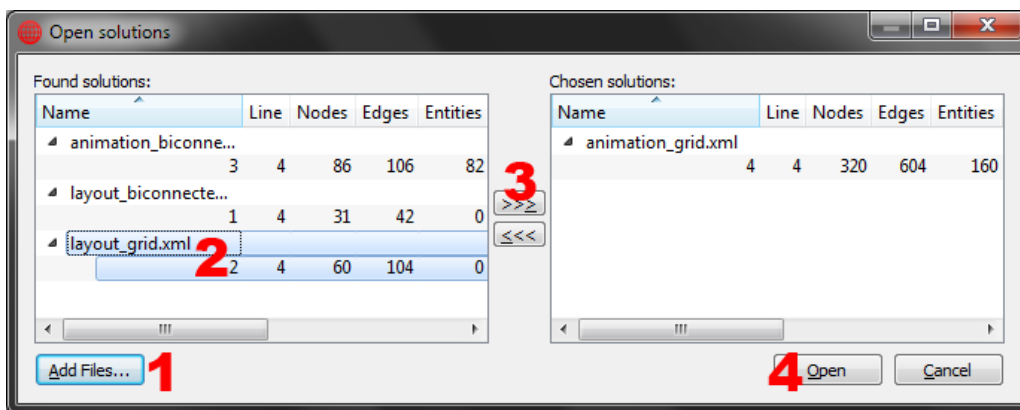 Open solutions
Found solutions:
Name Line Nodes Edges Entities
animation_biconne...
3 4 86 106 82
layout_biconnecte...
1 4 31 42 0
layout_grid.xml
2
2 4 60 104 0
Add Files...
1
3
>>>
<<<
Chosen solutions:
Name Line Nodes Edges Entities
animation_grid.xml
4 4 320 604 160
4
Open
Cancel